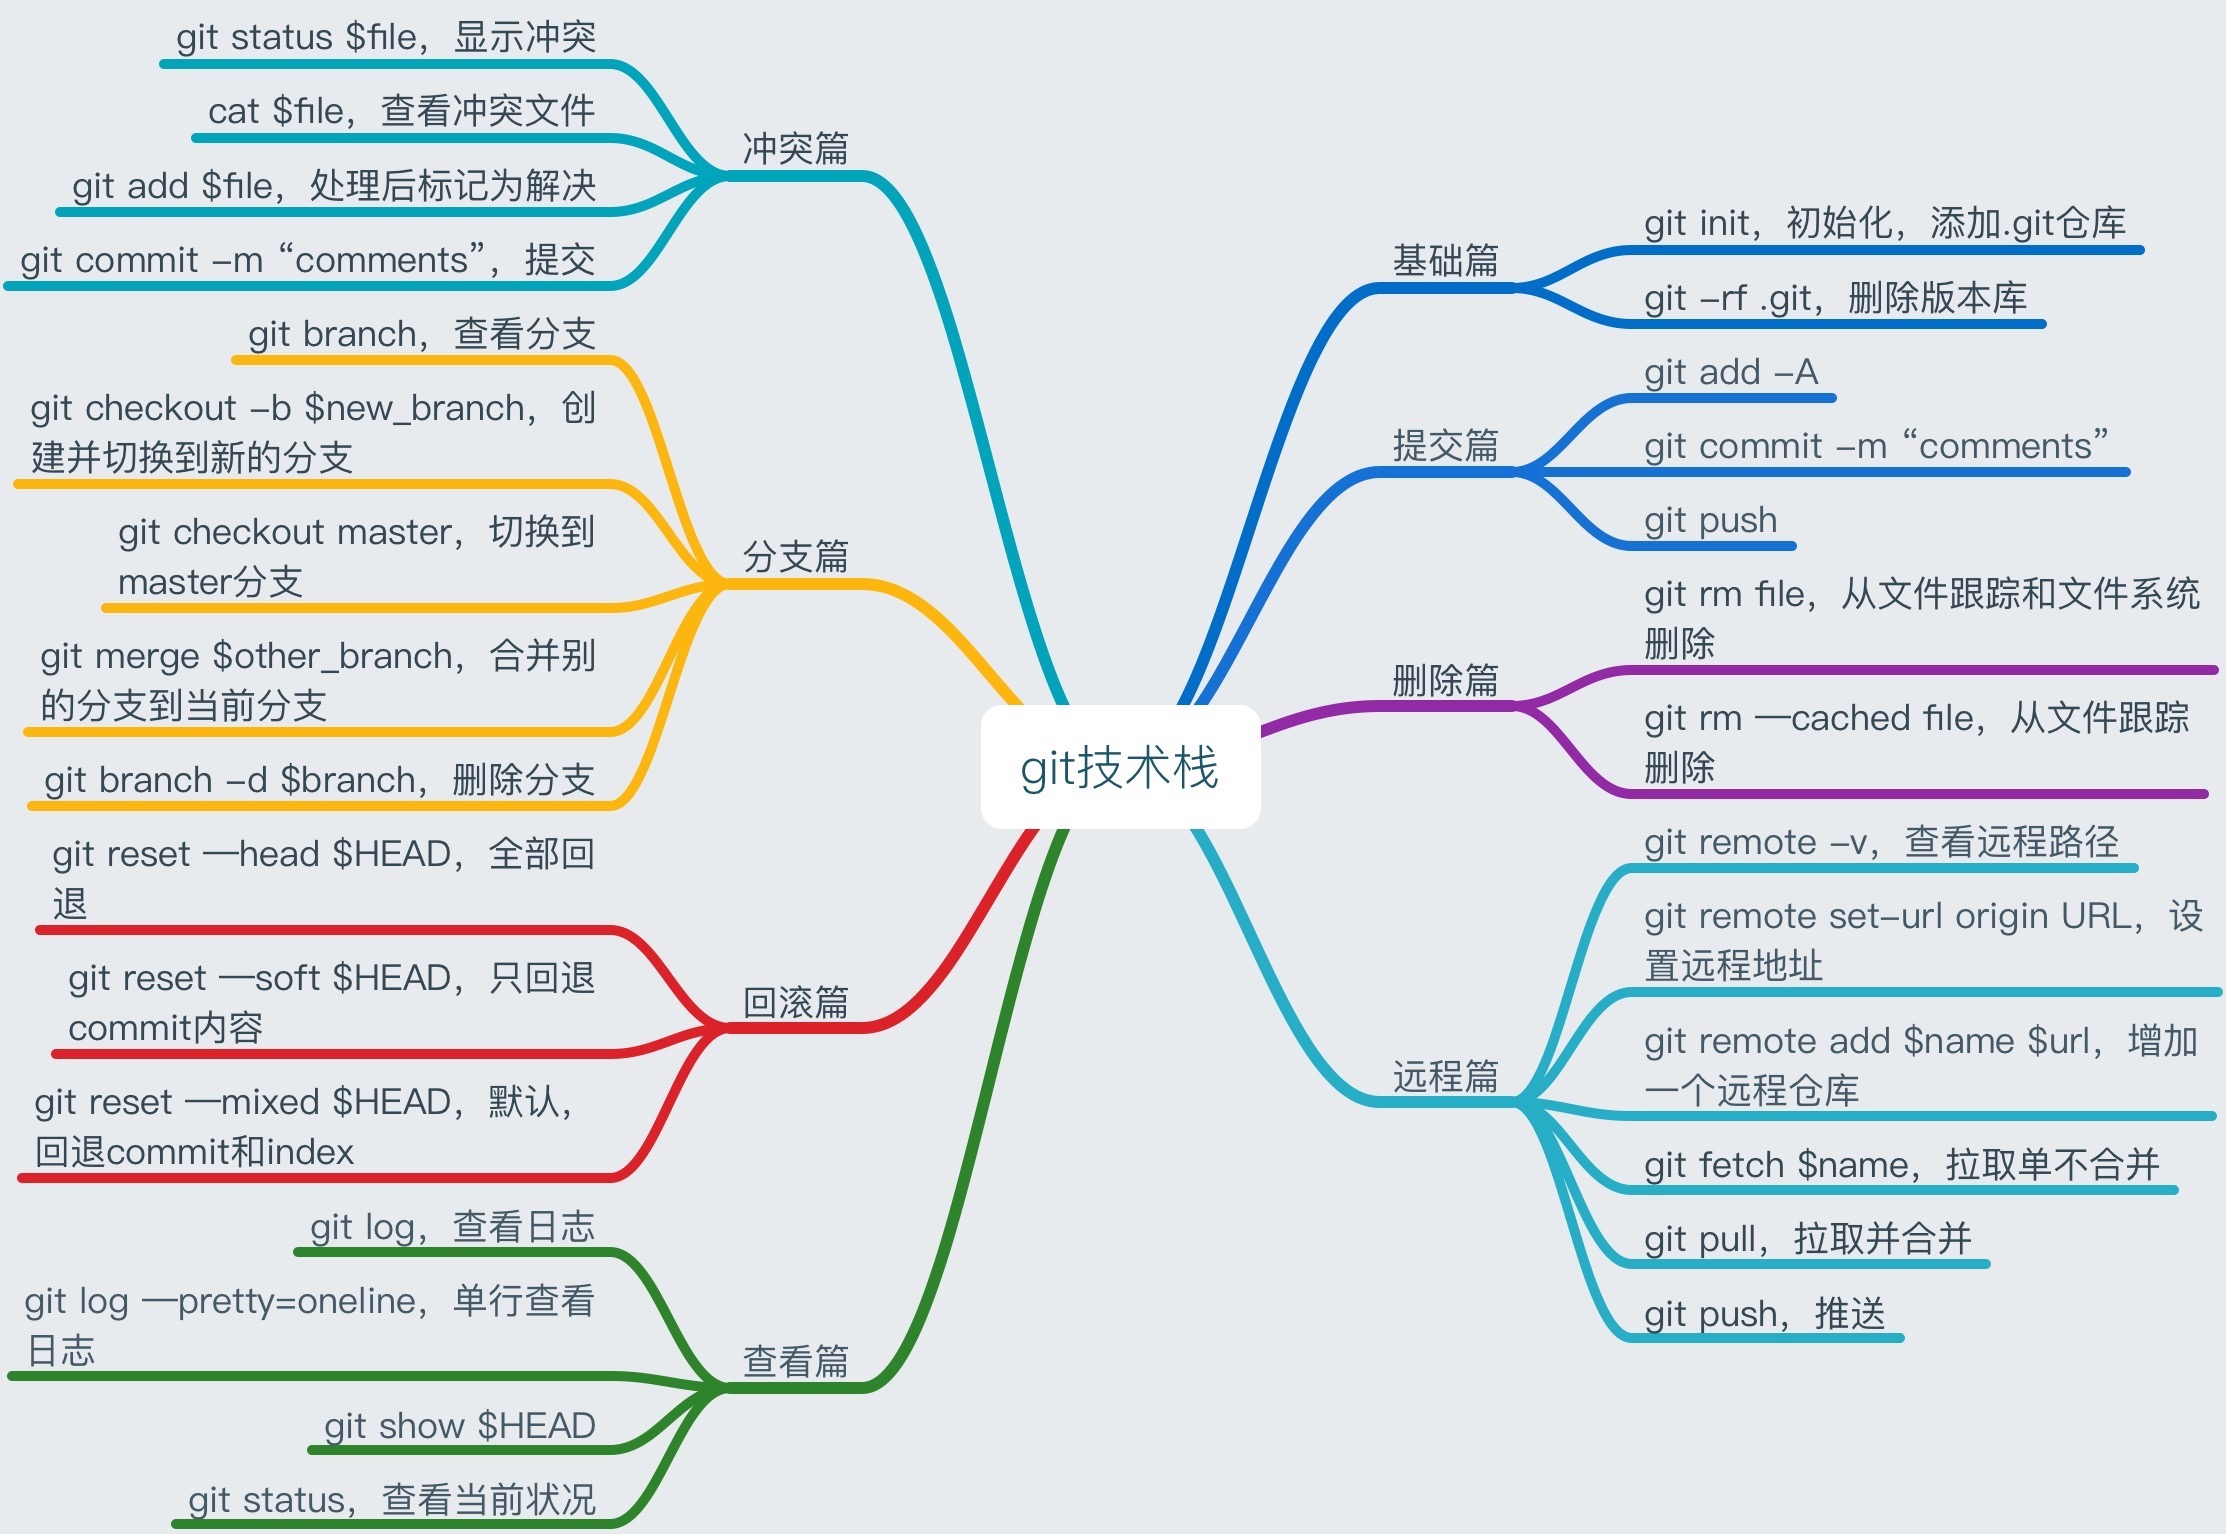 git status $file，显示冲突
cat $file，查看冲突文件
git add $file，处理后标记为解决
git commit –m “comments”，提交
冲突篇
git branch，查看分支
git checkout –b $new_branch，创
建并切换到新的分支
git checkout master，切换到
master分支
git merge $other_branch，合并别
的分支到当前分支
git branch –d $branch，删除分支
分支篇
git reset —head $HEAD，全部回
退
git reset —soft $HEAD，只回退
commit内容
git reset —mixed $HEAD，默认，
回退commit和index
回滚篇
git log，查看日志
git log —pretty=oneline，单行查看
日志
git show $HEAD
git status，查看当前状况
查看篇
git技术栈
基础篇
git init，初始化，添加.git仓库
git –rf .git，删除版本库
提交篇
git add –A
git commit –m “comments”
git push
删除篇
git rm file，从文件跟踪和文件系统
删除
git rm —cached file，从文件跟踪
删除
远程篇
git remote –v，查看远程路径
git remote set–url origin URL，设
置远程地址
git remote add $name $url，增加
一个远程仓库
git fetch $name，拉取单不合并
git pull，拉取并合并
git push，推送